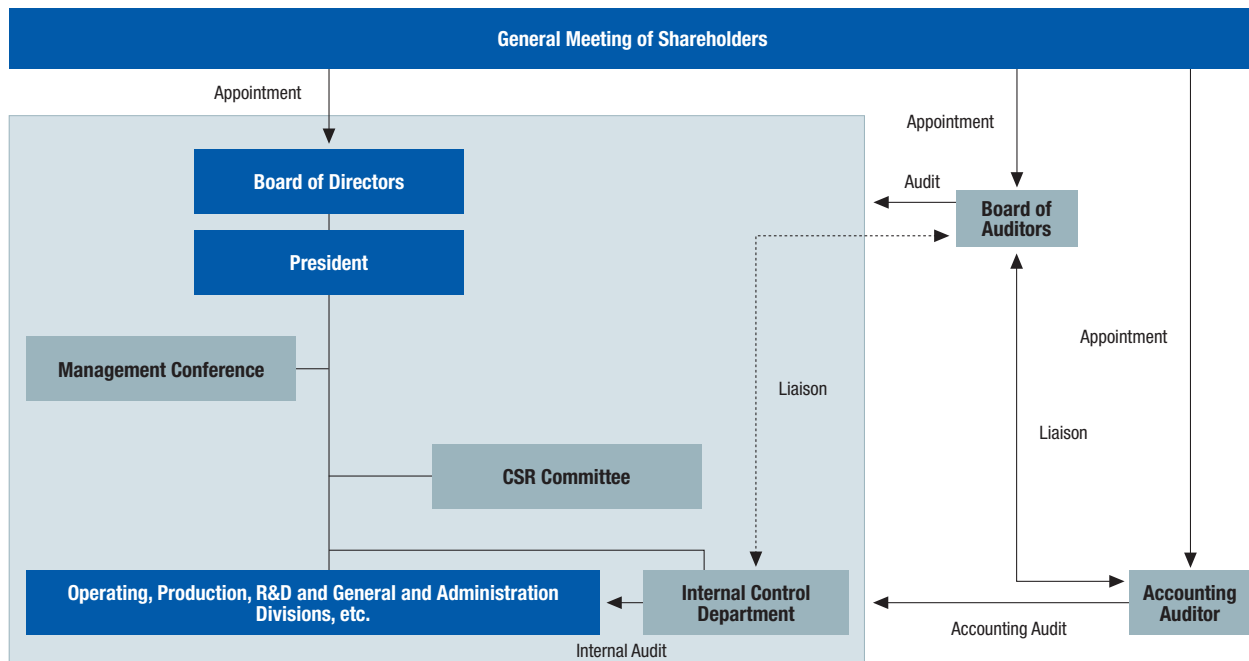 General Meeting of Shareholders
Appointment
Appointment
Board of Directors
Audit
Board of
Auditors
President
Appointment
Management Conference
Liaison
Liaison
CSR Committee
Operating, Production, R&D and General and Administration
Divisions, etc.
Internal Control
Department
Accounting
Auditor
Accounting Audit
Internal Audit